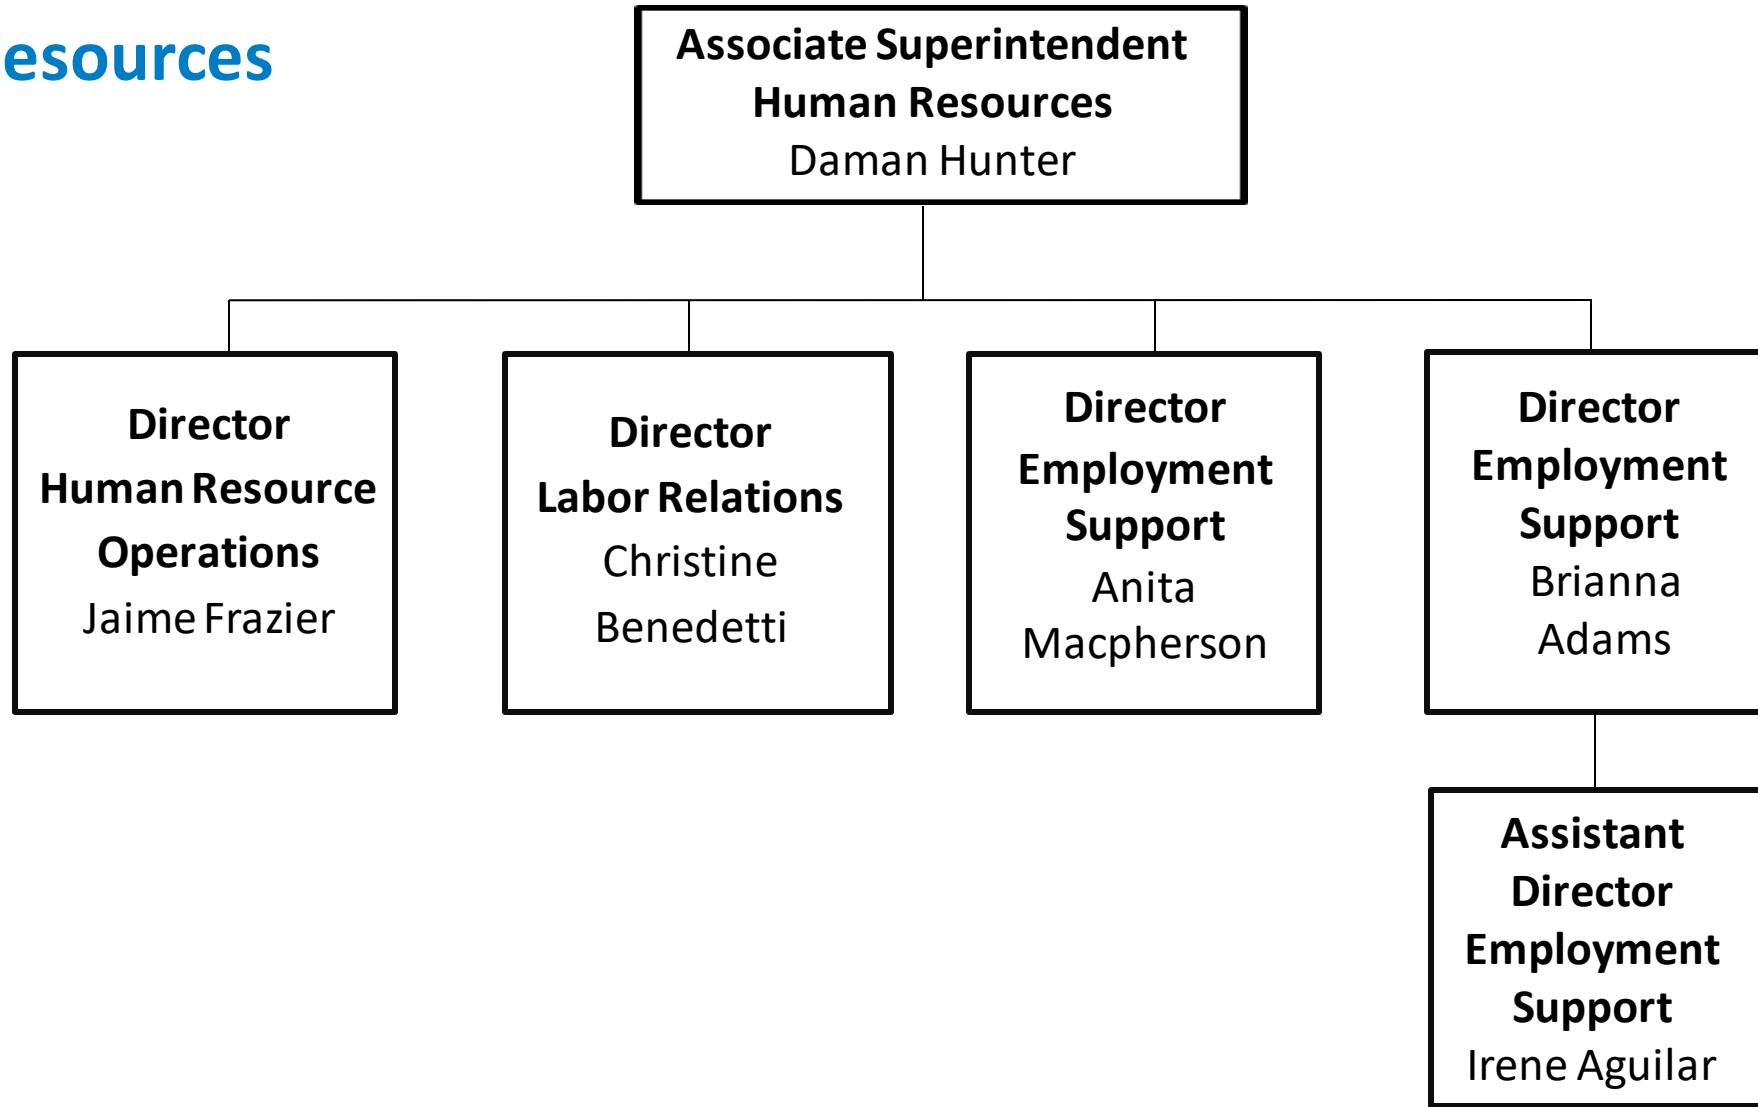 esources
Associate Superintendent
Human Resources
Daman Hunter
Director
Human Resource
Operations
Jaime Frazier
Director
Labor Relations
Christine
Benedetti
Director
Employment
Support
Anita
Macpherson
Director
Employment
Support
Brianna
Adams
Assistant
Director
Employment
Support
Irene Aguilar